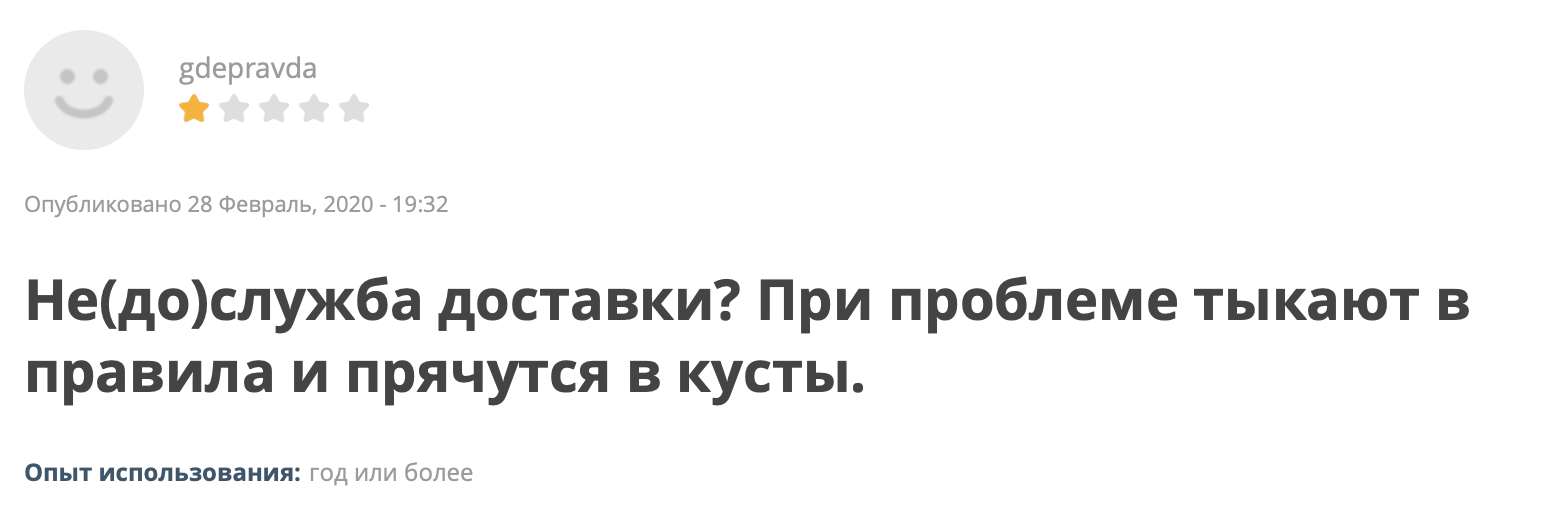 gdepravda
Опубликовано 28 Февраль, 2020 - 19:32
Не(до)служба доставки? При проблеме тыкают в
правила и прячутся в кусты.
Опыт использования: год или более